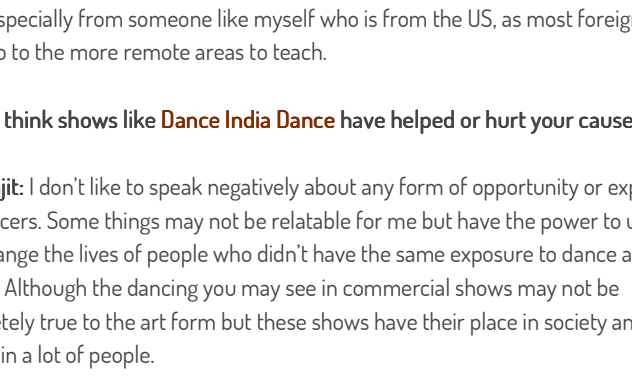 specially from someone like myself who is from the US, as most foreig
o to the more remote areas to teach.
think shows like Dance India Dance have helped or hurt your cause
jit: I don't like to speak negatively about any form of opportunity or exp
cers. Some things may not be relatable for me but have the power to u
ange the lives of people who didn't have the same exposure to dance a
Although the dancing you may see in commercial shows may not be
etely true to the art form but these shows have their place in society an
in a lot of people.